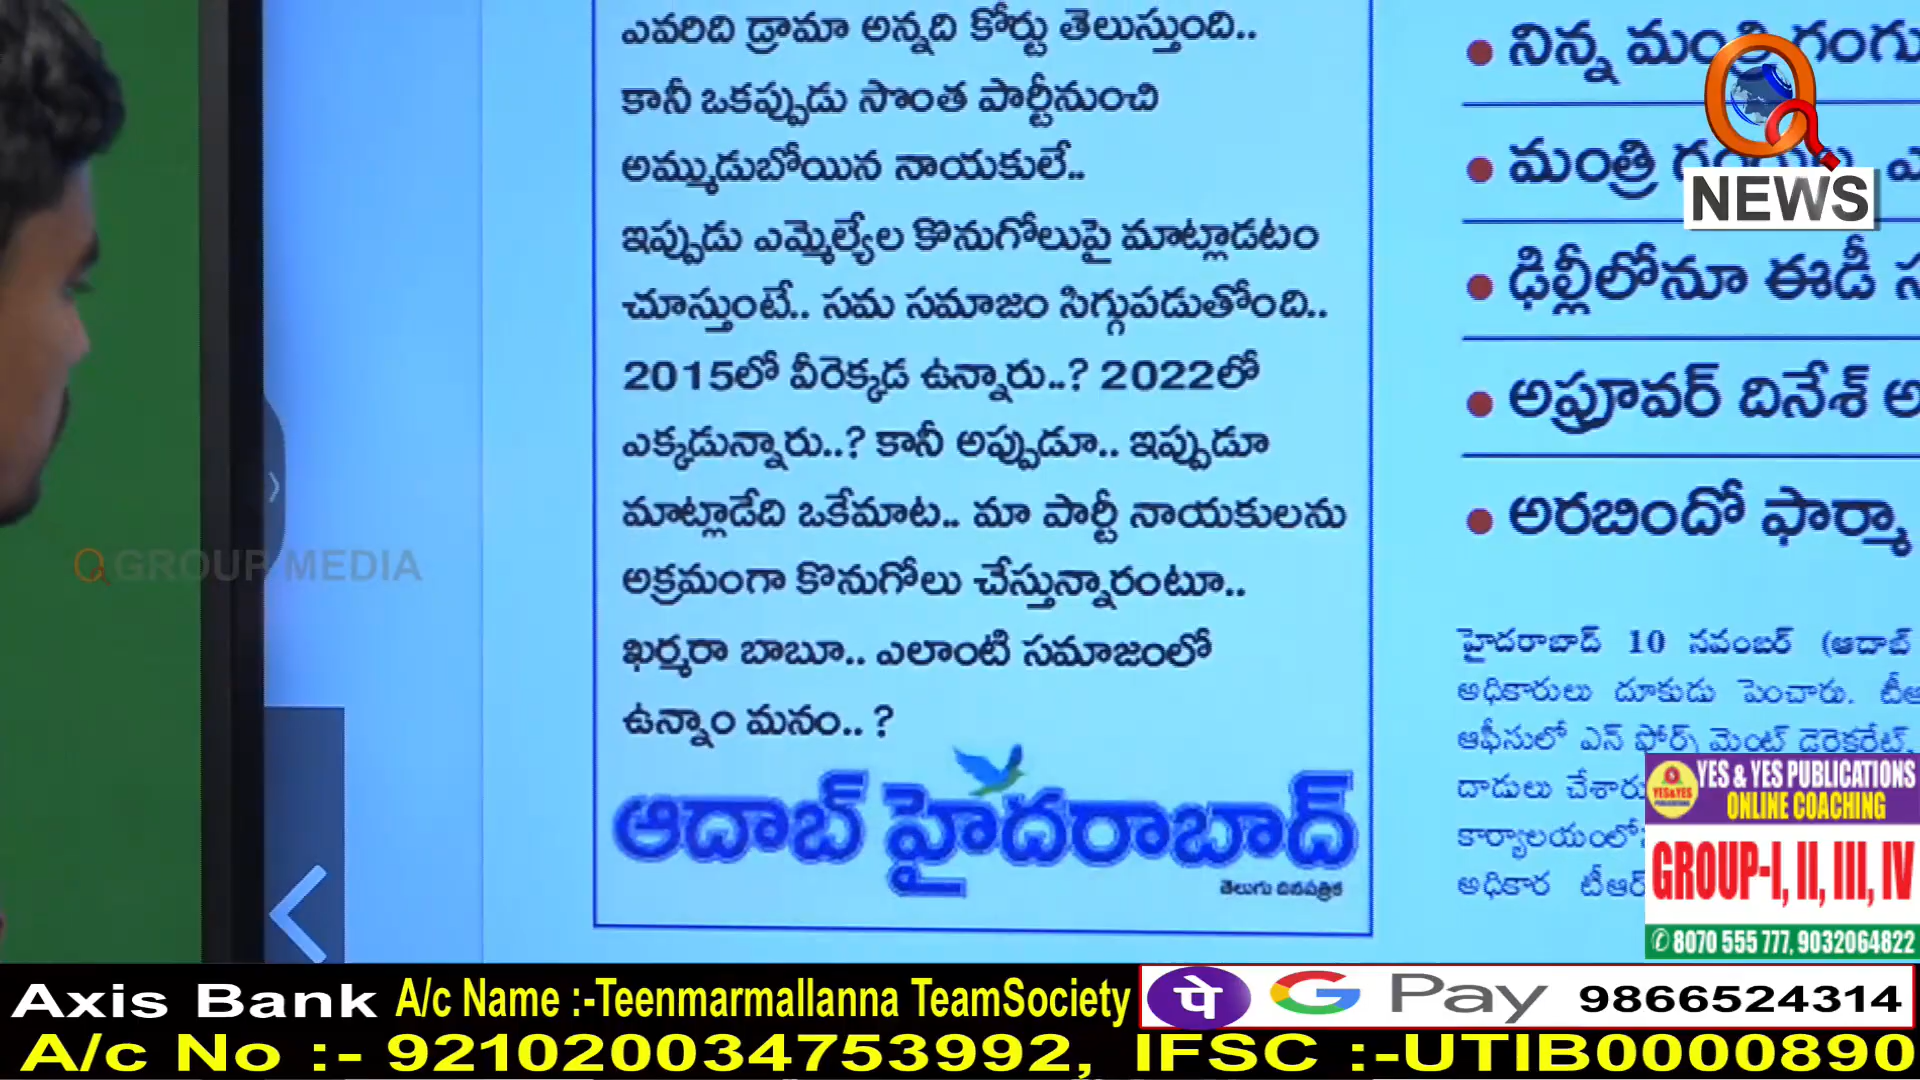 ఎవరిది డ్రామా అన్నది కోర్టు తెలుస్తుంది..
కానీ ఒకప్పుడు సొంత పార్టీనుంచి
అమ్ముడుబోయిన నాయకులే..
ఇప్పుడు ఎమ్మెల్యేల కొనుగోలుపై మాట్లాడటం
చూస్తుంటే.. సమ సమాజం సిగ్గుపడుతోంది..
2015లో వీరెక్కడ ఉన్నారు..? 2022లో
ఎక్కడున్నారు..? కానీ అప్పుడూ.. ఇప్పుడూ
మాట్లాడేది ఒకేమాట.. మా పార్టీ నాయకులను
అక్రమంగా కొనుగోలు చేస్తున్నారంటూ..
ఖర్మరా బాబూ.. ఎలాంటి సమాజంలో
ఉన్నాం మనం.. ?
ఆదాబ్ హైదరాబాద్
తెలుగు దినపత్రిక
• నిన్న మంత్రి గంగు
• మంత్రి
• ఢిల్లీలోనూ ఈడీ
• అప్రూవర్ దినేశ్
• అరబిందో ఫార్మా
హైదరాబాద్ 10 నవంబర్ (ఆదాబ్
అధికారులు దూకుడు పెంచారు.
ఆఫీసులో ఎన్ ఫోర్స్ మెంట్ డైరెక్టరేట్,
దాడులు చేశారు
కార్యాలయంలో
అధికార
Q NEWS
Q GROUP MEDIA
YES & YES PUBLICATIONS
ONLINE COACHING
GROUP-I, II, III, IV
8070 555 777, 9032064822
Axis Bank A/c Name :-Teenmarmallanna TeamSociety
पे G Pay 9866524314
A/c No :- 921020034753992, IFSC :-UTIB0000890